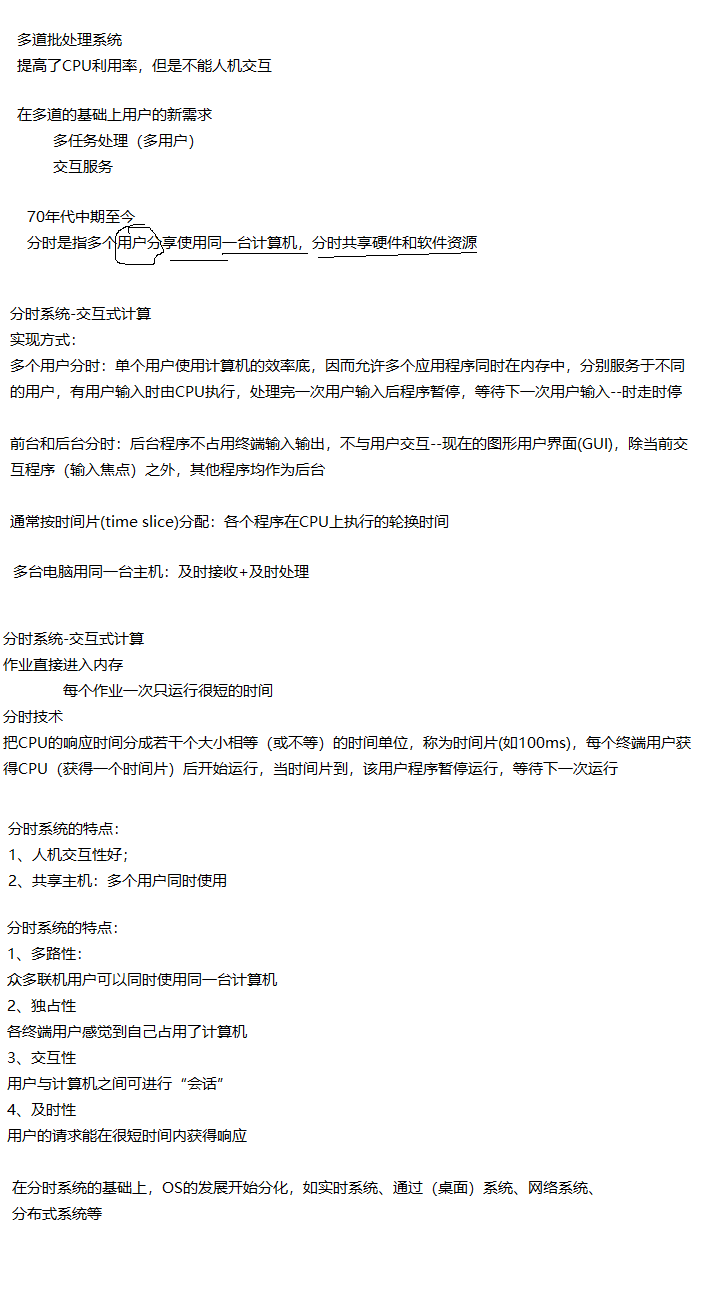 多道批处理系统
提高了CPU利用率，但是不能人机交互
在多道的基础上用户的新需求
多任务处理（多用户）
交互服务
70年代中期至今
分时是指多个用户分享使用同一台计算机，分时共享硬件和软件资源
分时系统-交互式计算
实现方式：
多个用户分时：单个用户使用计算机的效率底，因而允许多个应用程序同时在内存中，分别服务于不同
的用户，有用户输入时由CPU执行，处理完一次用户输入后程序暂停，等待下一次用户输入--时走时停
前台和后台分时：后台程序不占用终端输入输出，不与用户交互--现在的图形用户界面(GUI)，除当前交
互程序（输入焦点）之外，其他程序均作为后台
通常按时间片(time slice)分配：各个程序在CPU上执行的轮换时间
多台电脑用同一台主机：及时接收+及时处理
分时系统-交互式计算
作业直接进入内存
每个作业一次只运行很短的时间
分时技术
把CPU的响应时间分成若干个大小相等（或不等）的时间单位，称为时间片(如100ms)，每个终端用户获
得CPU（获得一个时间片）后开始运行，当时间片到，该用户程序暂停运行，等待下一次运行
分时系统的特点：
1、人机交互性好；
2、共享主机：多个用户同时使用
分时系统的特点：
1、多路性：
众多联机用户可以同时使用同一台计算机
2、独占性
各终端用户感觉到自己占用了计算机
3、交互性
用户与计算机之间可进行“会话”
4、及时性
用户的请求能在很短时间内获得响应
在分时系统的基础上，OS的发展开始分化，如实时系统、通过（桌面）系统、网络系统、
分布式系统等